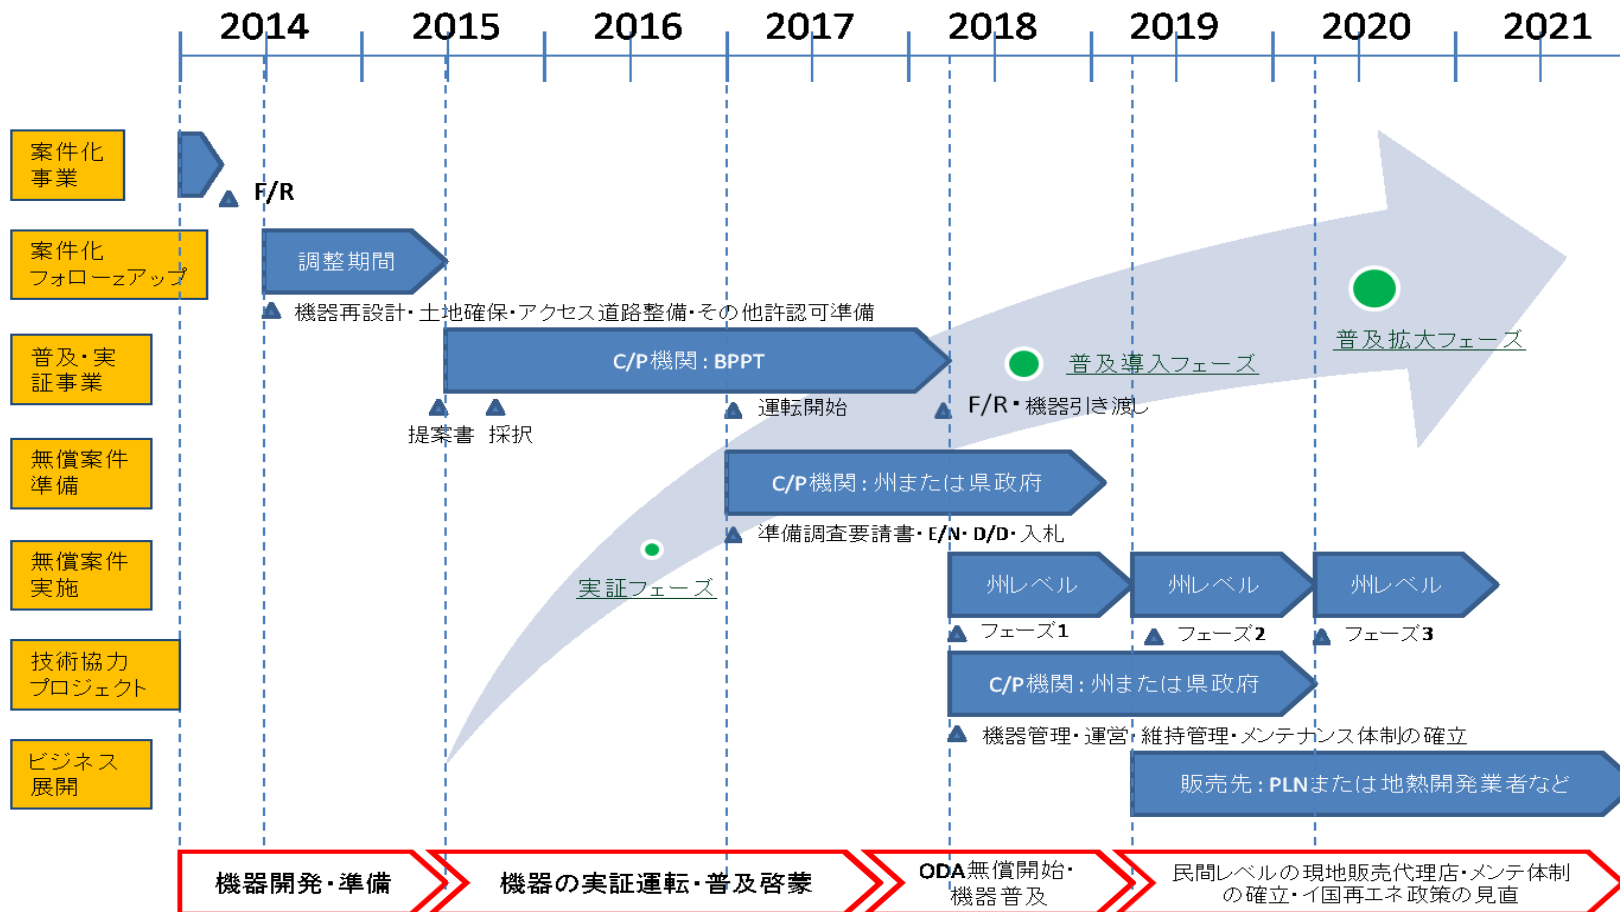 2014 2015 2016 2017 2018 2019 2020 2021
案件化
事業
F/R
案件化
フォローzアップ
調整期間
機器再設計・土地確保・アクセス道路整備・その他許認可準備
普及・実
証事業
C/P機関：BPPT
提案書 採択
運転開始
F/R・機器引き渡し
普及導入フェーズ
普及拡大フェーズ
無償案件
準備
C/P機関：州または県政府
準備調査要請書・E/N・D/D・入札
無償案件
実施
実証フェーズ
州レベル 州レベル 州レベル
フェーズ1 フェーズ2 フェーズ3
技術協力
プロジェクト
C/P機関：州または県政府
機器管理・運営・維持管理・メンテナンス体制の確立
ビジネス
展開
販売先：PLNまたは地熱開発業者など
機器開発・準備
機器の実証運転・普及啓蒙
ODA無償開始・
機器普及
民間レベルの現地販売代理店・メンテ体制
の確立・イ国再エネ政策の見直